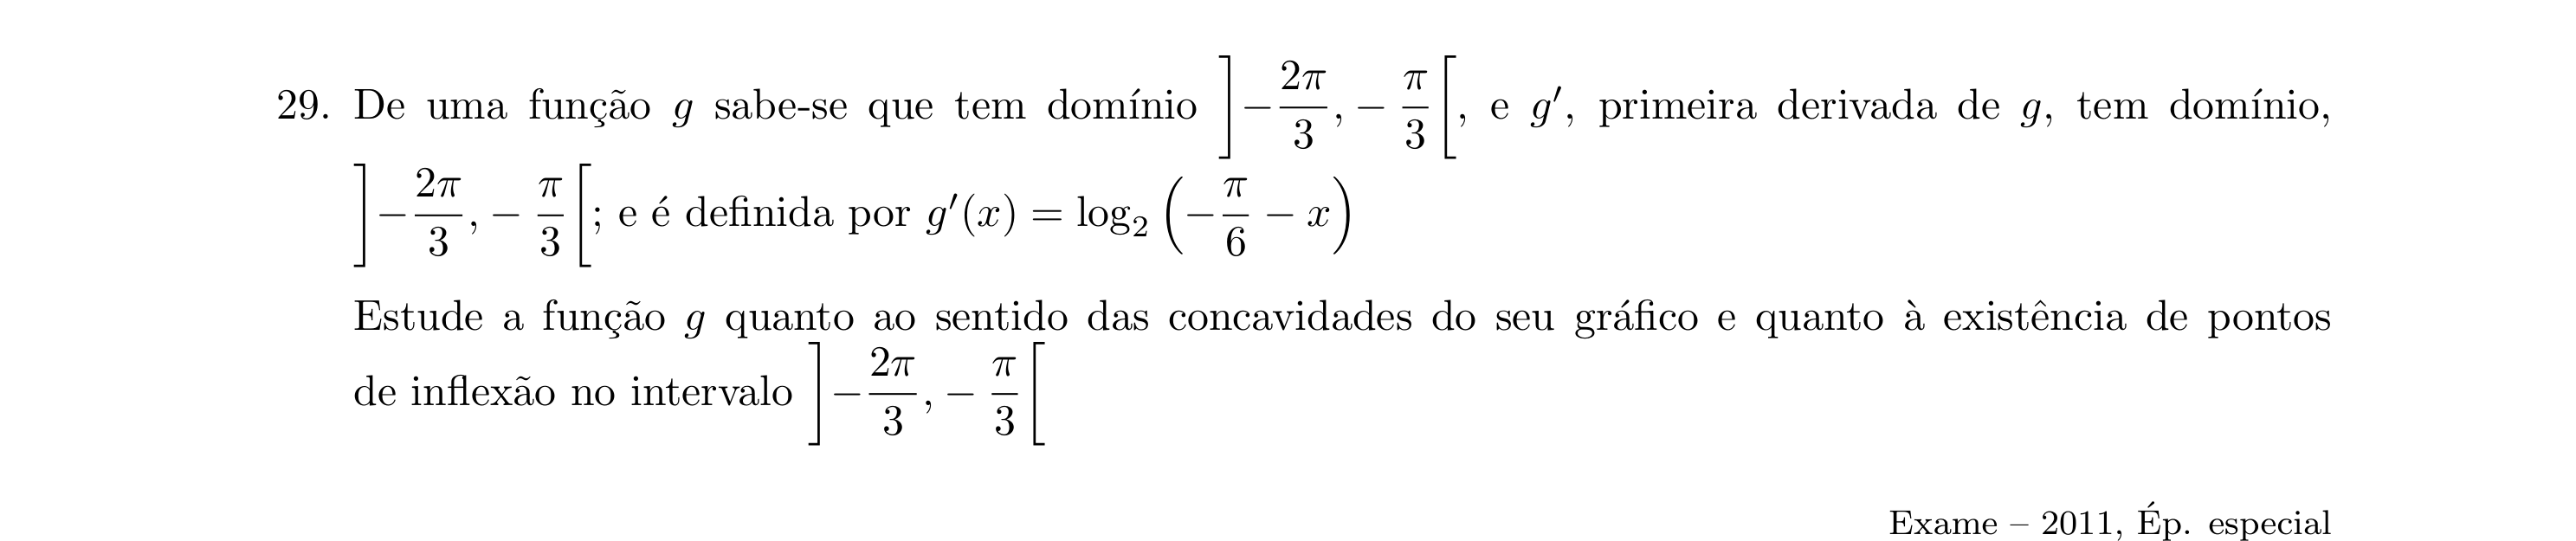 29. De uma função g sabe-se que tem domínio ]−2π/3, −π/3[, e g′, primeira derivada de g, tem domínio,
]−2π/3, −π/3[; e é definida por g′(x) = log₂(−π/6 − x)
Estude a função g quanto ao sentido das concavidades do seu gráfico e quanto à existência de pontos
de inflexão no intervalo ]−2π/3, −π/3[
Exame – 2011, Ép. especial